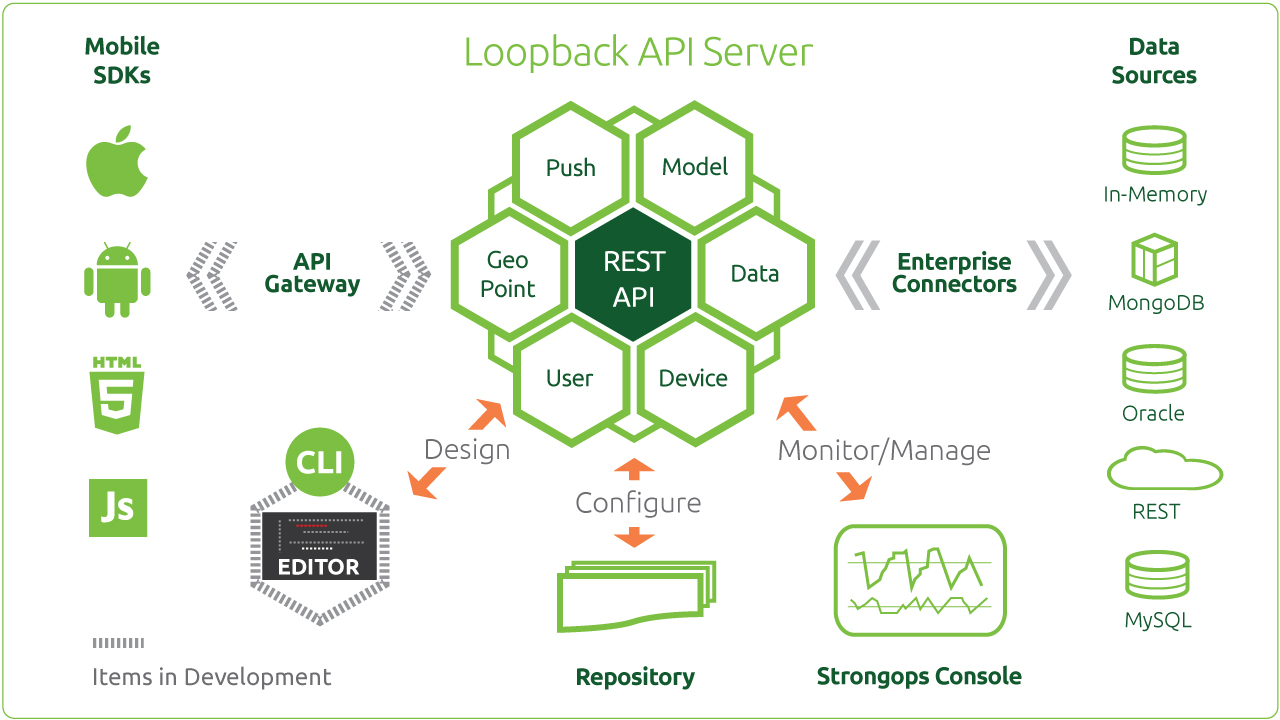 Loopback API Server
Mobile
SDKs
HTML
5
Js
API
Gateway
Push
Model
Geo
Point
REST
API
Data
User
Device
Enterprise
Connectors
Data
Sources
In-Memory
MongoDB
Oracle
REST
MySQL
Design
Configure
Monitor/Manage
CLI
EDITOR
Repository
Strongops Console
Items in Development